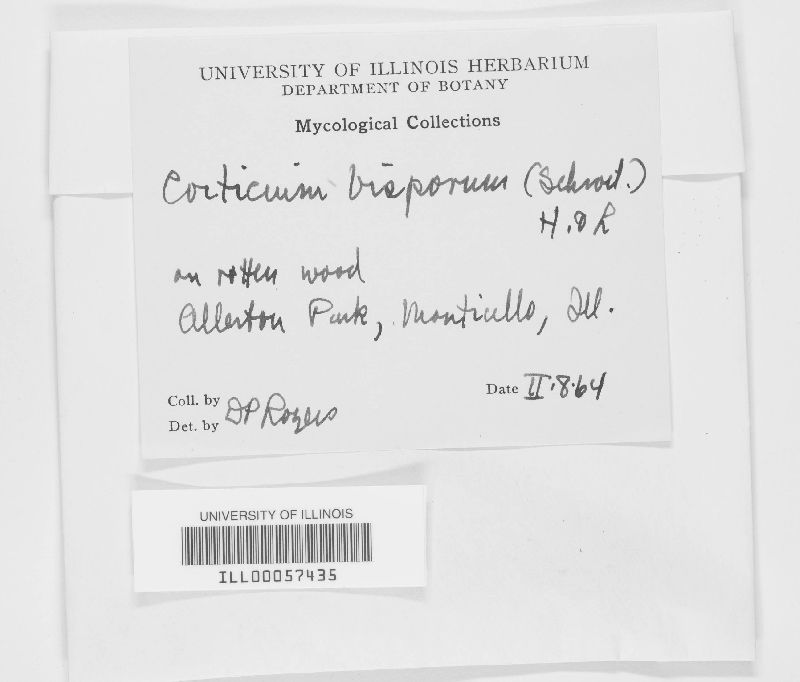 UNIVERSITY OF ILLINOIS HERBARIUM
DEPARTMENT OF BOTANY
Mycological Collections
Corticium bisporum (Schroet.)
H. & L
on rotten wood
Allerton Park, Monticello, Ill.
Coll. by
Det. by DP Rogers
Date II.8.64
UNIVERSITY OF ILLINOIS
ILL00057435